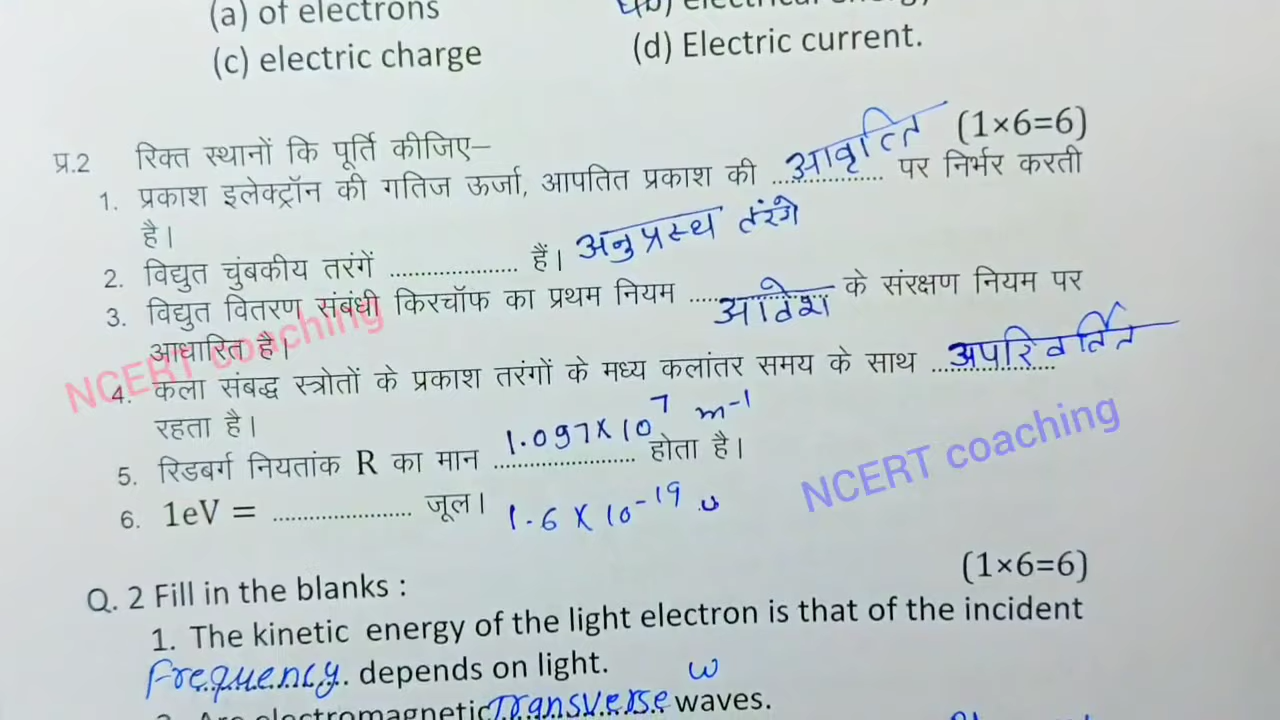 (a) of electrons
(c) electric charge (d) Electric current.
प्र.2 रिक्त स्थानों कि पूर्ति कीजिए– (1×6=6)
1. प्रकाश इलेक्ट्रॉन की गतिज ऊर्जा, आपतित प्रकाश की आवृत्ति पर निर्भर करती
है।
2. विद्युत चुंबकीय तरंगें .................... हैं। अनुप्रस्थ तरंगे
3. विद्युत वितरण संबंधी किरचॉफ का प्रथम नियम आवेश के संरक्षण नियम पर
आधारित है।
4. कला संबद्ध स्त्रोतों के प्रकाश तरंगों के मध्य कलांतर समय के साथ अपरिवर्तित
रहता है।
5. रिडबर्ग नियतांक R का मान 1.097×10⁷ m⁻¹ होता है।
6. 1eV = ...................... जूल। 1.6 × 10⁻¹⁹
NCERT coaching
NCERT coaching
Q. 2 Fill in the blanks : (1×6=6)
1. The kinetic energy of the light electron is that of the incident
Frequency depends on light.
electromagnetic Transverse waves.